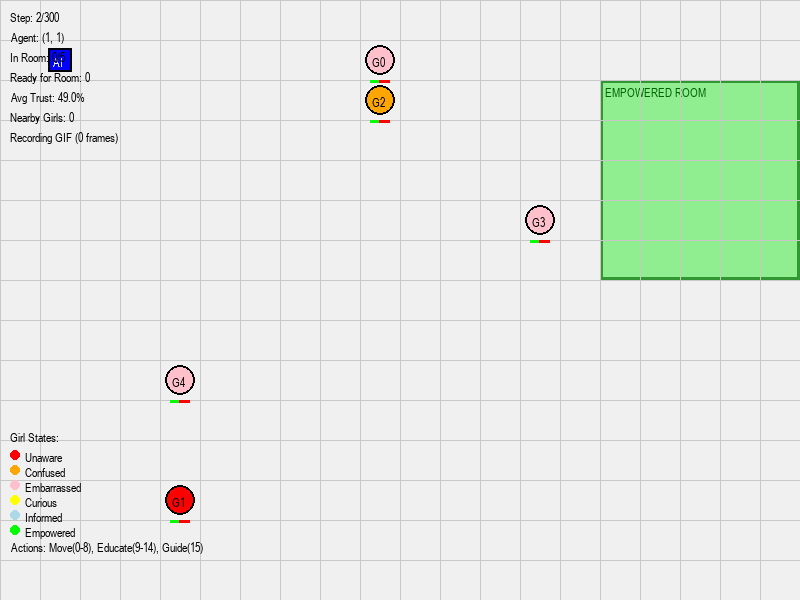 Step: 2/300
Agent: (1, 1)
In Room:
Ready for Room: 0
Avg Trust: 49.0%
Nearby Girls: 0
Recording GIF (0 frames)
G0
G2
EMPOWERED ROOM
G3
G4
G1
Girl States:
Unaware
Confused
Embarrassed
Curious
Informed
Empowered
Actions: Move(0-8), Educate(9-14), Guide(15)